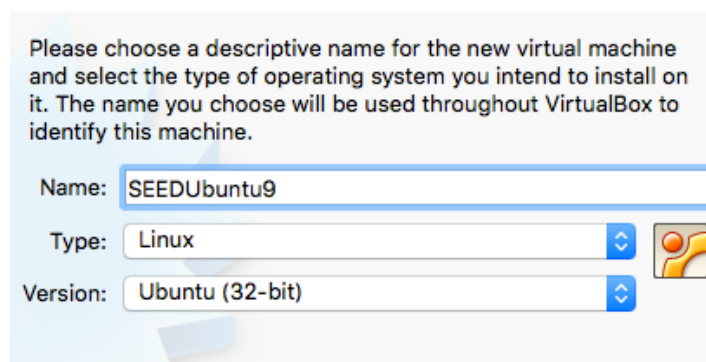 Please choose a descriptive name for the new virtual machine
and select the type of operating system you intend to install on
it. The name you choose will be used throughout VirtualBox to
identify this machine.
Name: SEEDUbuntu9
Type: Linux
Version: Ubuntu (32-bit)